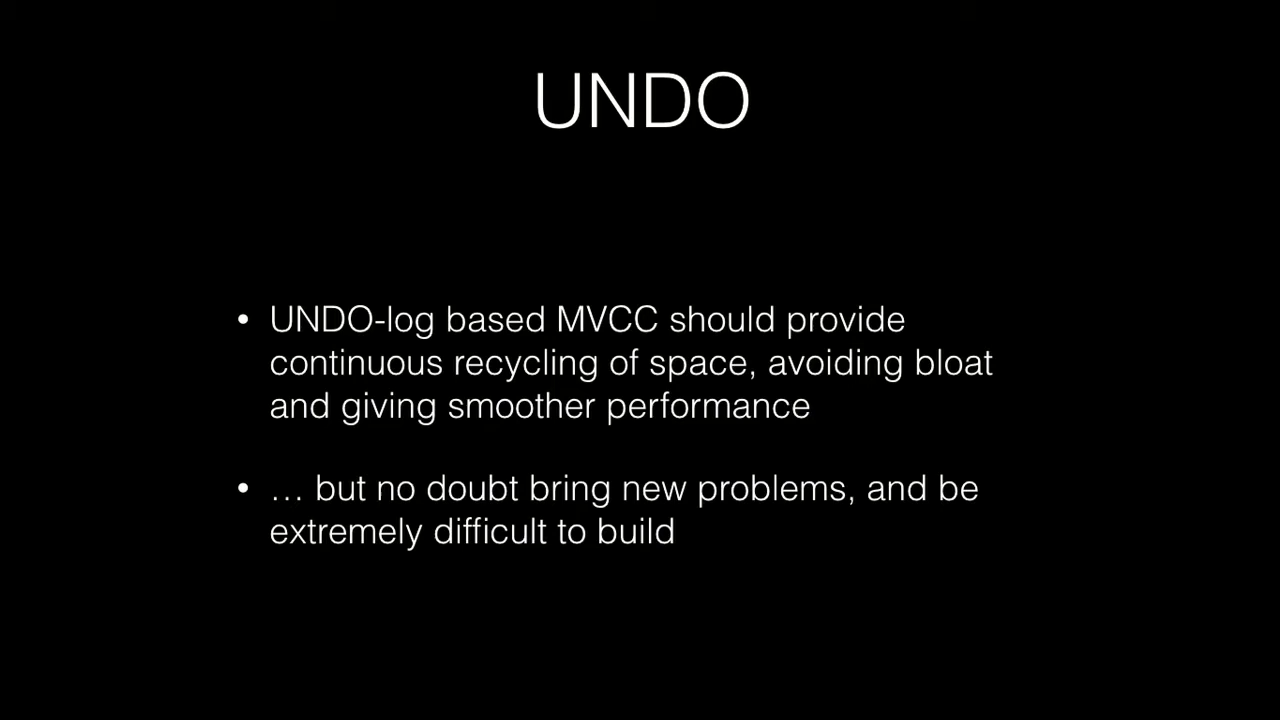 UNDO
• UNDO-log based MVCC should provide
continuous recycling of space, avoiding bloat
and giving smoother performance
• … but no doubt bring new problems, and be
extremely difficult to build